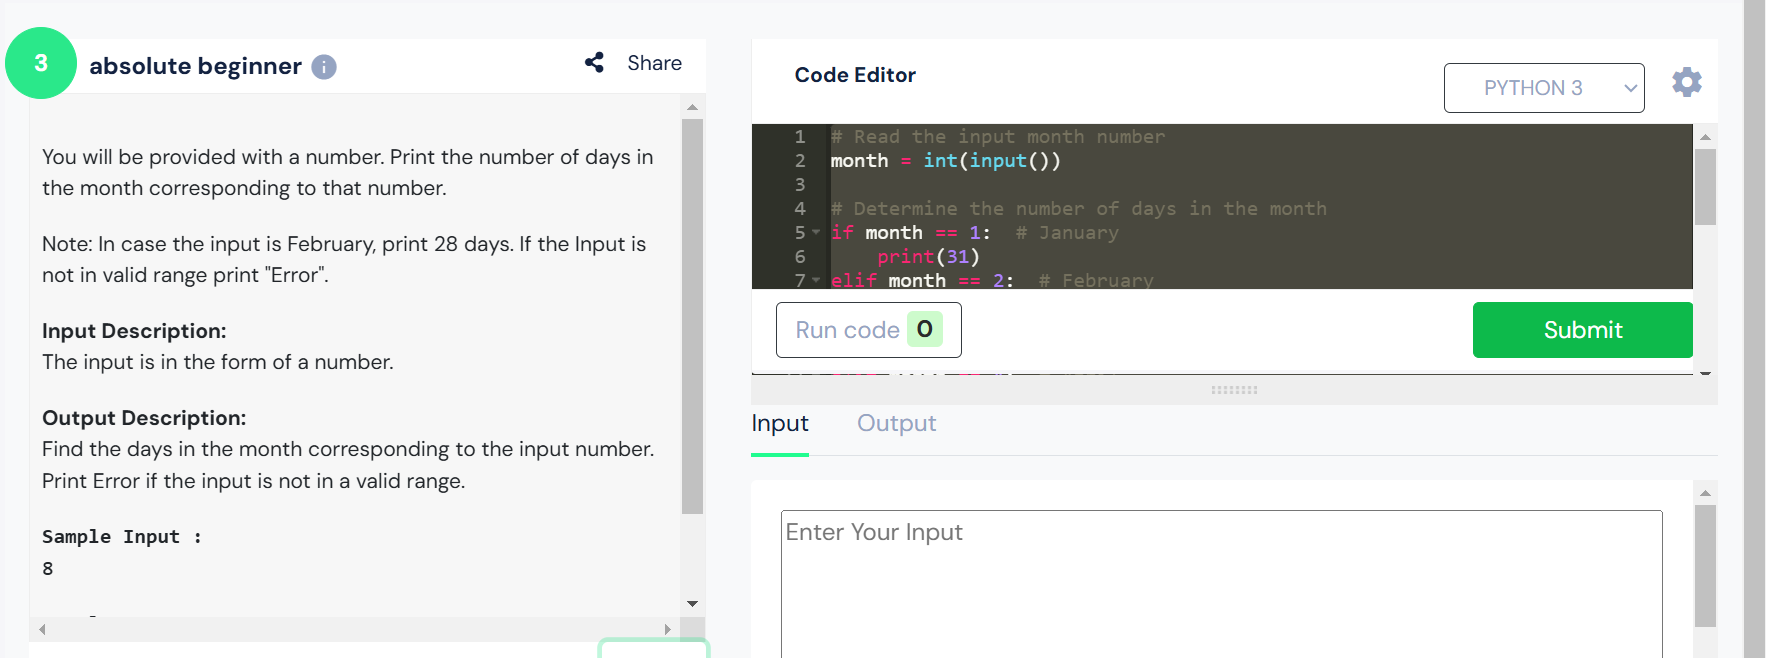 3
absolute beginner i
Share
You will be provided with a number. Print the number of days in
the month corresponding to that number.
Note: In case the input is February, print 28 days. If the Input is
not in valid range print "Error".
Input Description:
The input is in the form of a number.
Output Description:
Find the days in the month corresponding to the input number.
Print Error if the input is not in a valid range.
Sample Input :
8
Code Editor
PYTHON 3
1 # Read the input month number
2 month = int(input())
3
4 # Determine the number of days in the month
5 if month == 1:  # January
6     print(31)
7 elif month == 2:  # February
Run code 0
Submit
Input
Output
Enter Your Input